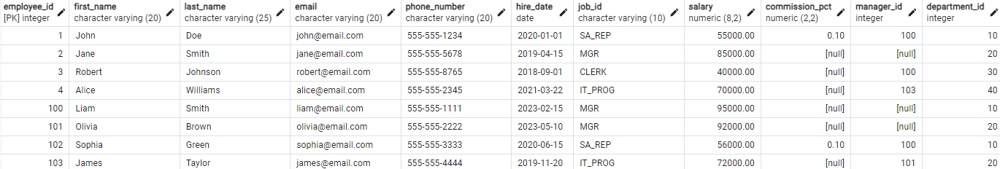 employee_id first_name last_name email phone_number hire_date job_id salary commission_pct manager_id department_id
[PK] integer character varying (20) character varying (25) character varying (20) character varying (20) date character varying (10) numeric (8,2) numeric (2,2) integer integer
1 John Doe john@email.com 555-555-1234 2020-01-01 SA_REP 55000.00 0.10 100 10
2 Jane Smith jane@email.com 555-555-5678 2019-04-15 MGR 85000.00 [null] [null] 20
3 Robert Johnson robert@email.com 555-555-8765 2018-09-01 CLERK 40000.00 [null] 100 30
4 Alice Williams alice@email.com 555-555-2345 2021-03-22 IT_PROG 70000.00 [null] 103 40
100 Liam Smith liam@email.com 555-555-1111 2023-02-15 MGR 95000.00 [null] [null] 10
101 Olivia Brown olivia@email.com 555-555-2222 2023-05-10 MGR 92000.00 [null] [null] 20
102 Sophia Green sophia@email.com 555-555-3333 2020-06-15 SA_REP 56000.00 0.10 100 10
103 James Taylor james@email.com 555-555-4444 2019-11-20 IT_PROG 72000.00 [null] 101 20